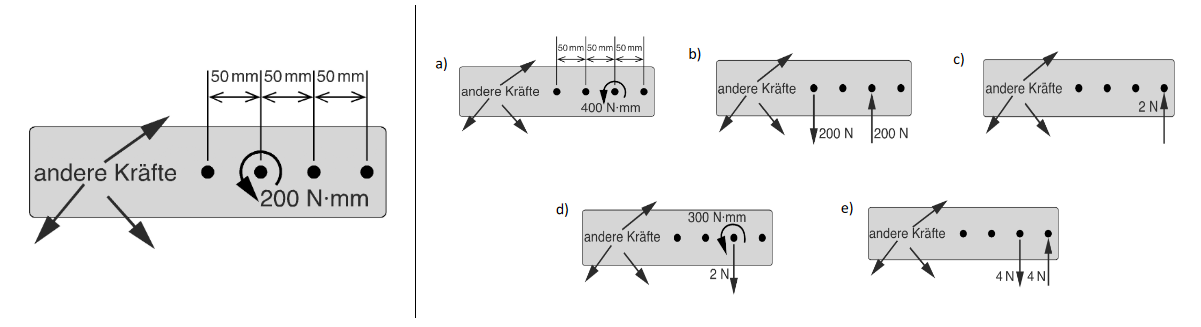 50 mm 50 mm 50 mm
andere Kräfte
200 N·mm
a)
50 mm 50 mm 50 mm
andere Kräfte
400 N·mm
b)
andere Kräfte
200 N 200 N
c)
andere Kräfte
2 N
d)
300 N·mm
andere Kräfte
2 N
e)
andere Kräfte
4 N 4 N